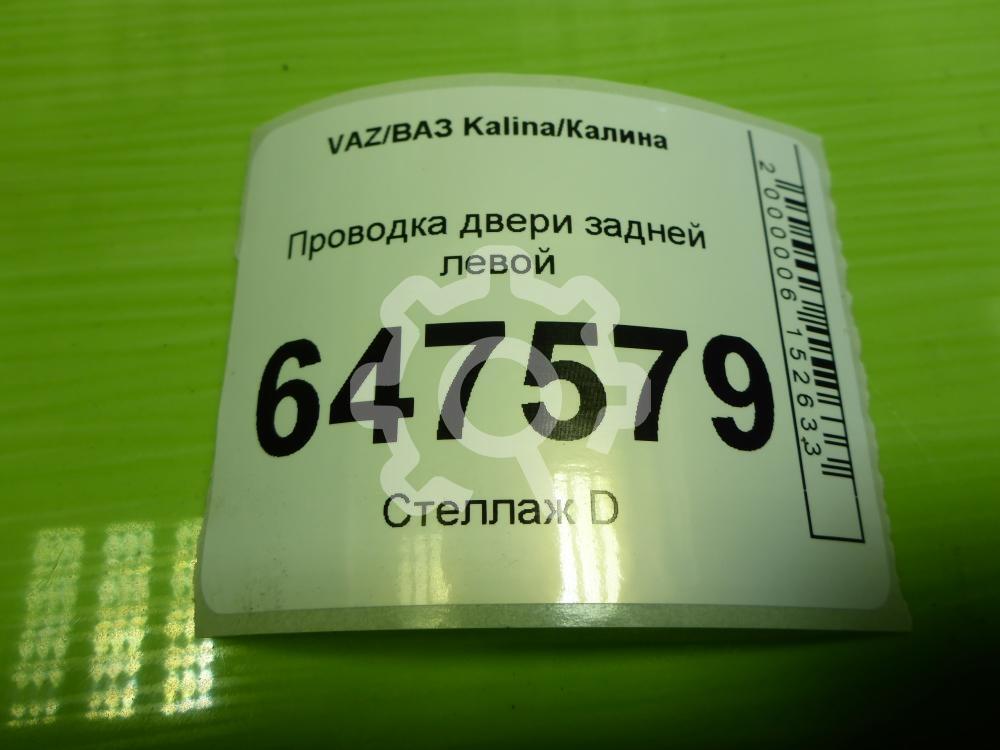 VAZ/ВАЗ Kalina/Калина
Проводка двери задней
левой
647579
Стеллаж D
2000006152633